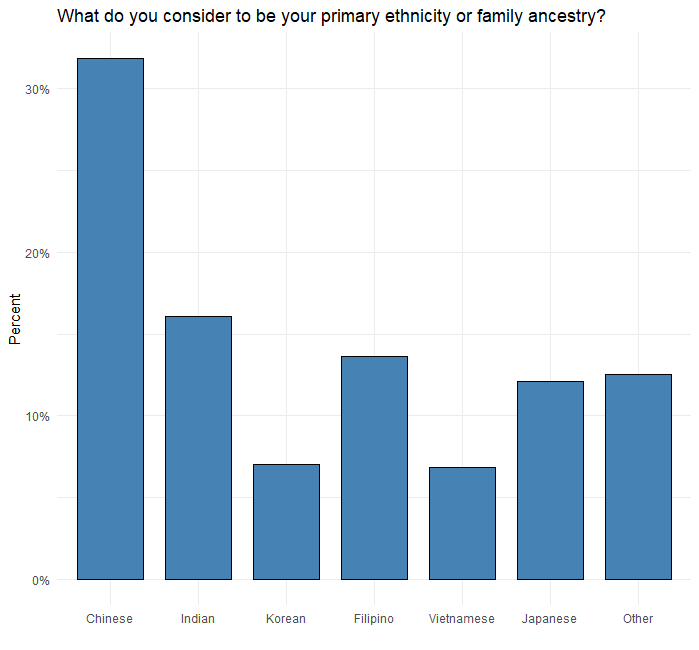 What do you consider to be your primary ethnicity or family ancestry?
30%
20%
10%
0%
Percent
Chinese Indian Korean Filipino Vietnamese Japanese Other